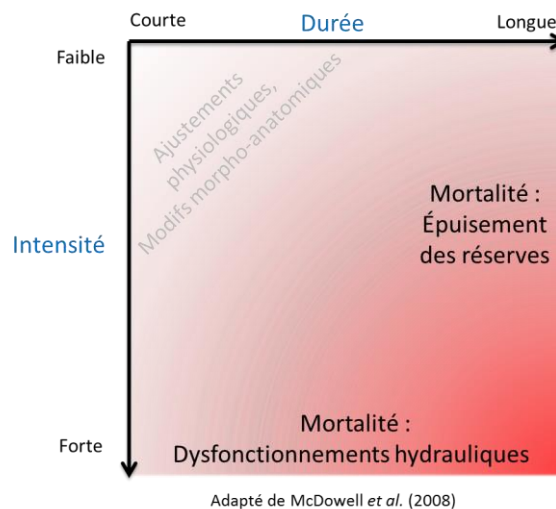 Courte
Durée
Longue
Faible
Ajustements
physiologiques,
Modifs morpho-anatomiques
Mortalité :
Épuisement
des réserves
Intensité
Mortalité :
Dysfonctionnements hydrauliques
Forte
Adapté de McDowell et al. (2008)